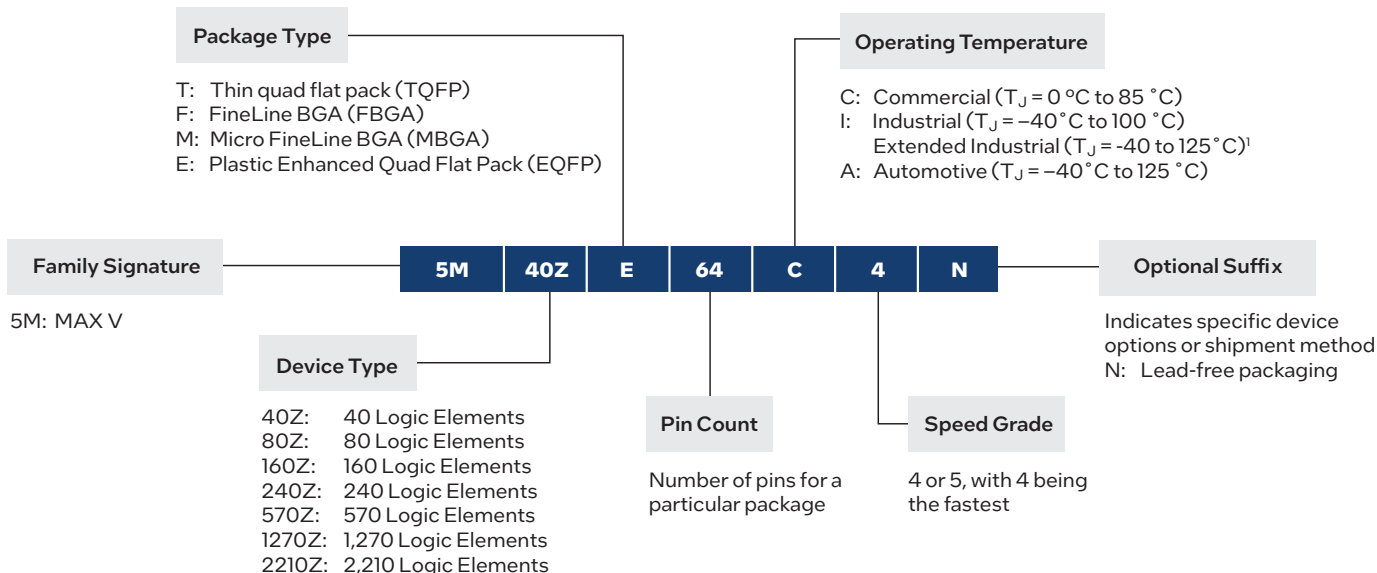 Package Type
T: Thin quad flat pack (TQFP)
F: FineLine BGA (FBGA)
M: Micro FineLine BGA (MBGA)
E: Plastic Enhanced Quad Flat Pack (EQFP)
Operating Temperature
C: Commercial (TJ = 0 ºC to 85 ˚C)
I: Industrial (TJ = –40˚C to 100 ˚C)
Extended Industrial (TJ = -40 to 125˚C)¹
A: Automotive (TJ = –40˚C to 125 ˚C)
Family Signature
5M: MAX V
5M 40Z E 64 C 4 N
Optional Suffix
Indicates specific device
options or shipment method
N: Lead-free packaging
Device Type
40Z: 40 Logic Elements
80Z: 80 Logic Elements
160Z: 160 Logic Elements
240Z: 240 Logic Elements
570Z: 570 Logic Elements
1270Z: 1,270 Logic Elements
2210Z: 2,210 Logic Elements
Pin Count
Number of pins for a
particular package
Speed Grade
4 or 5, with 4 being
the fastest